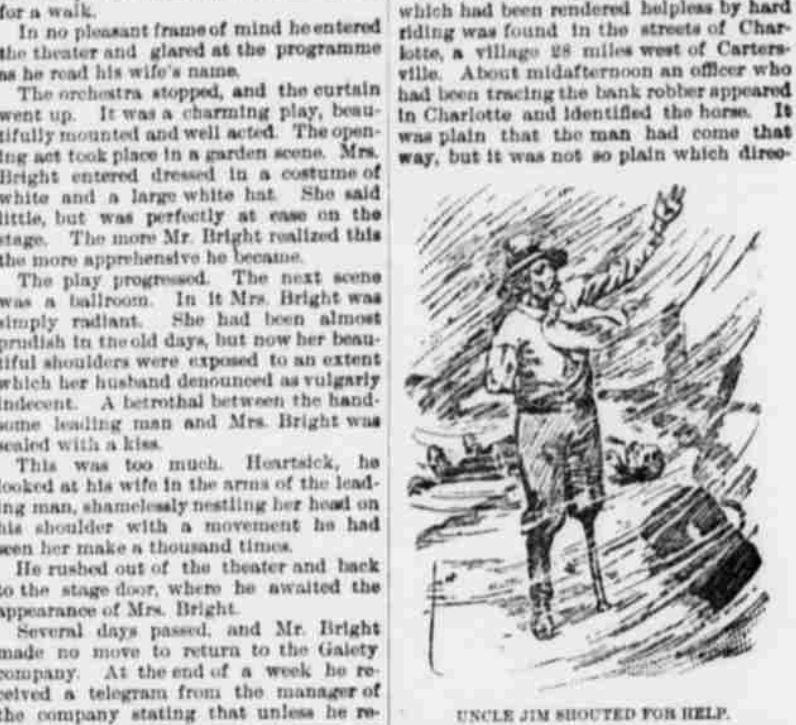 for a walk.
In no pleasant frame of mind he entered
the theater and glared at the programme
as he read his wife's name.
The orchestra stopped, and the curtain
went up. It was a charming play, beau-
tifully mounted and well acted. The open-
ing act took place in a garden scene. Mrs.
Bright entered dressed in a costume of
white and a large white hat. She said
little, but was perfectly at ease on the
stage. The more Mr. Bright realized this
the more apprehensive he became.
The play progressed. The next scene
was a ballroom. In it Mrs. Bright was
simply radiant. She had been almost
prudish in the old days, but now her beau-
tiful shoulders were exposed to an extent
which her husband denounced as vulgarly
indecent. A betrothal between the hand-
some leading man and Mrs. Bright was
sealed with a kiss.
This was too much. Heartsick, he
looked at his wife in the arms of the lead-
ing man, shamelessly nestling her head on
his shoulder with a movement he had
seen her make a thousand times.
He rushed out of the theater and back
to the stage door, where he awaited the
appearance of Mrs. Bright.
Several days passed, and Mr. Bright
made no move to return to the Gaiety
company. At the end of a week he re-
ceived a telegram from the manager of
the company stating that unless he re-
which had been rendered helpless by hard
riding was found in the streets of Char-
lotte, a village 28 miles west of Carters-
ville. About midafternoon an officer who
had been tracing the bank robber appeared
in Charlotte and identified the horse. It
was plain that the man had come that
way, but it was not so plain which direc-
UNCLE JIM SHOUTED FOR HELP.